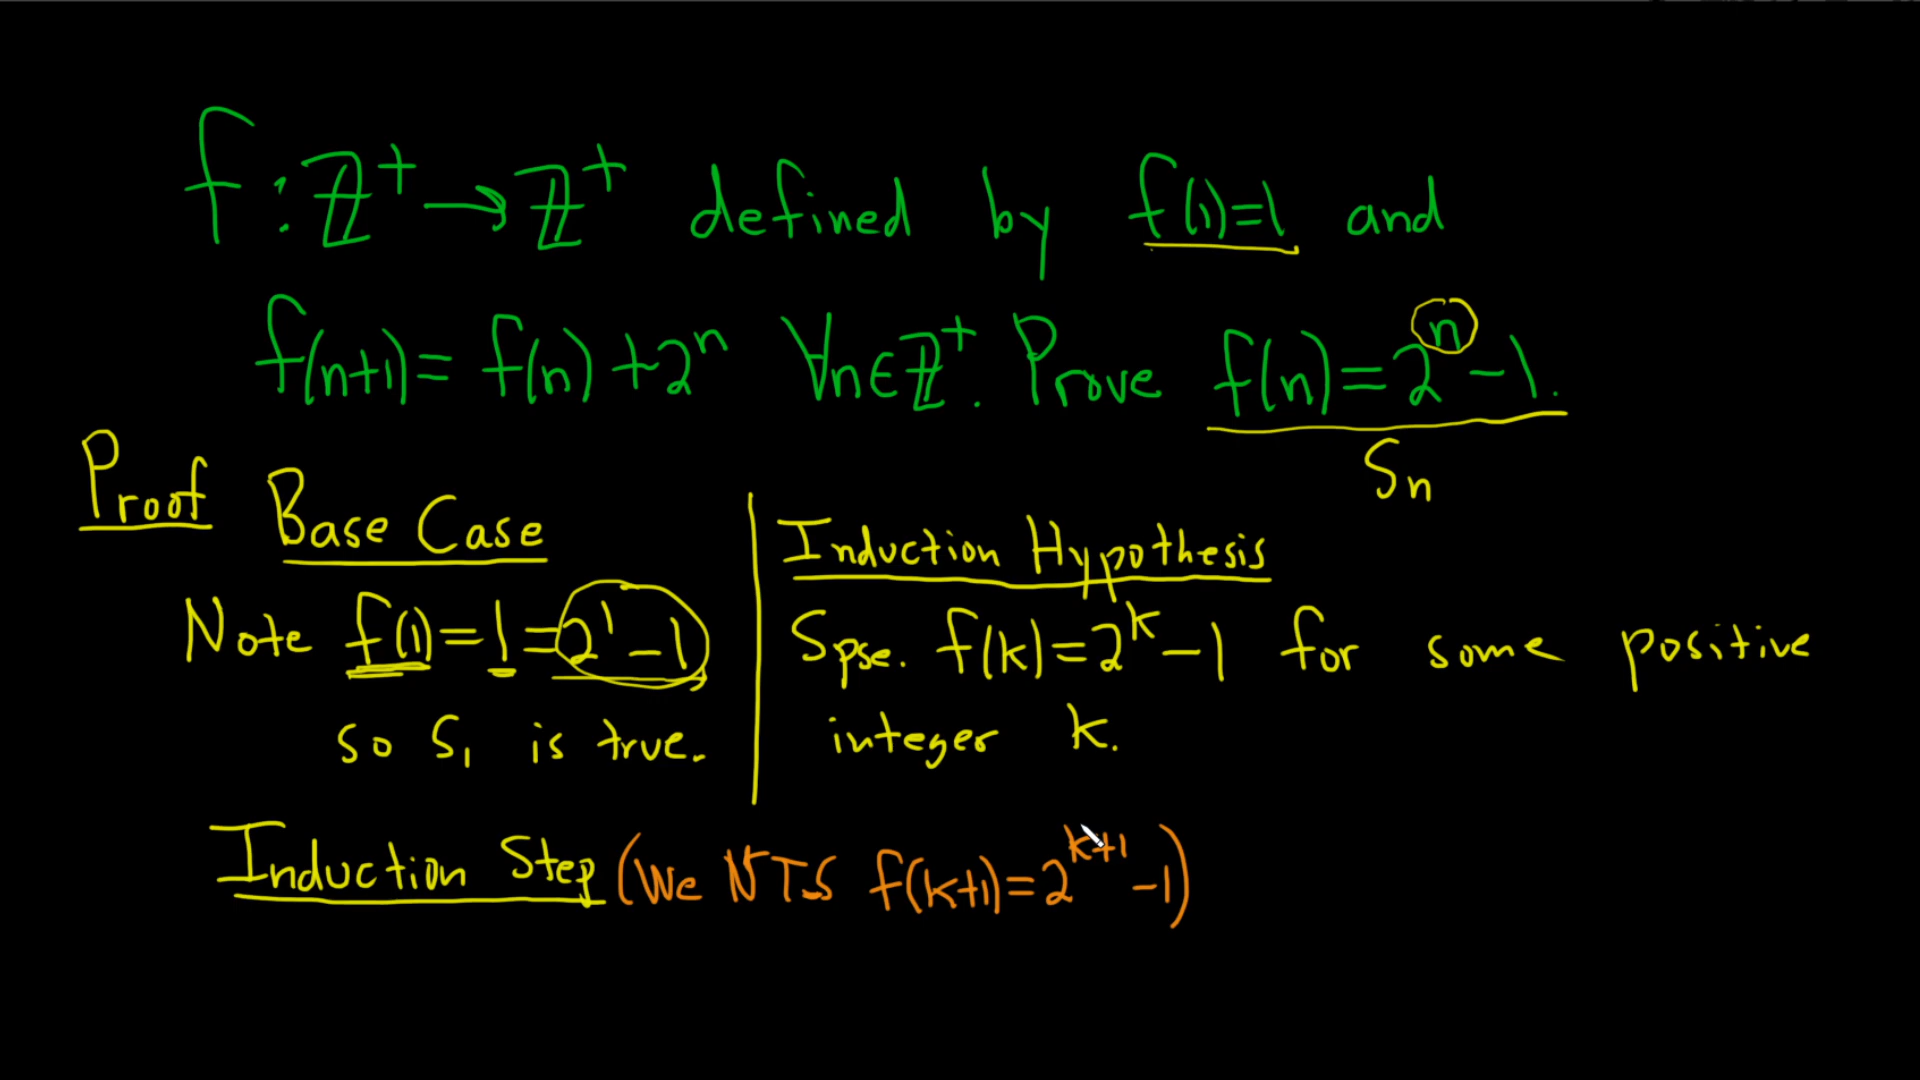 f : ℤ⁺ → ℤ⁺ defined by f(1)=1 and
f(n+1) = f(n) + 2ⁿ ∀n∈ℤ⁺. Prove f(n) = 2ⁿ - 1.
Sₙ
Proof
Base Case
Note f(1) = 1 = 2¹ - 1
so S₁ is true.
Induction Hypothesis
Spse. f(k) = 2ᵏ - 1 for some positive
integer k.
Induction Step (We NTS f(k+1) = 2ᵏ⁺¹ - 1)